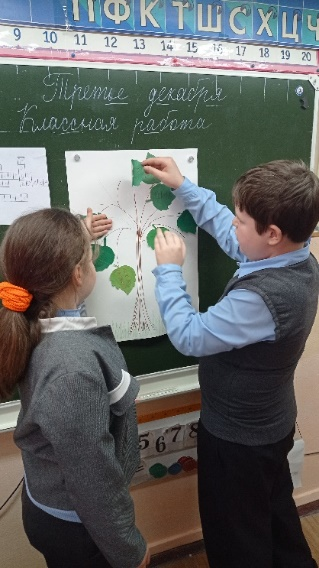 П Ф К Т Ш С Х Ц Ч
9 10 11 12 13 14 15 16 17 18 19 20
Третье декабря
Классная работа
5 6 7 8